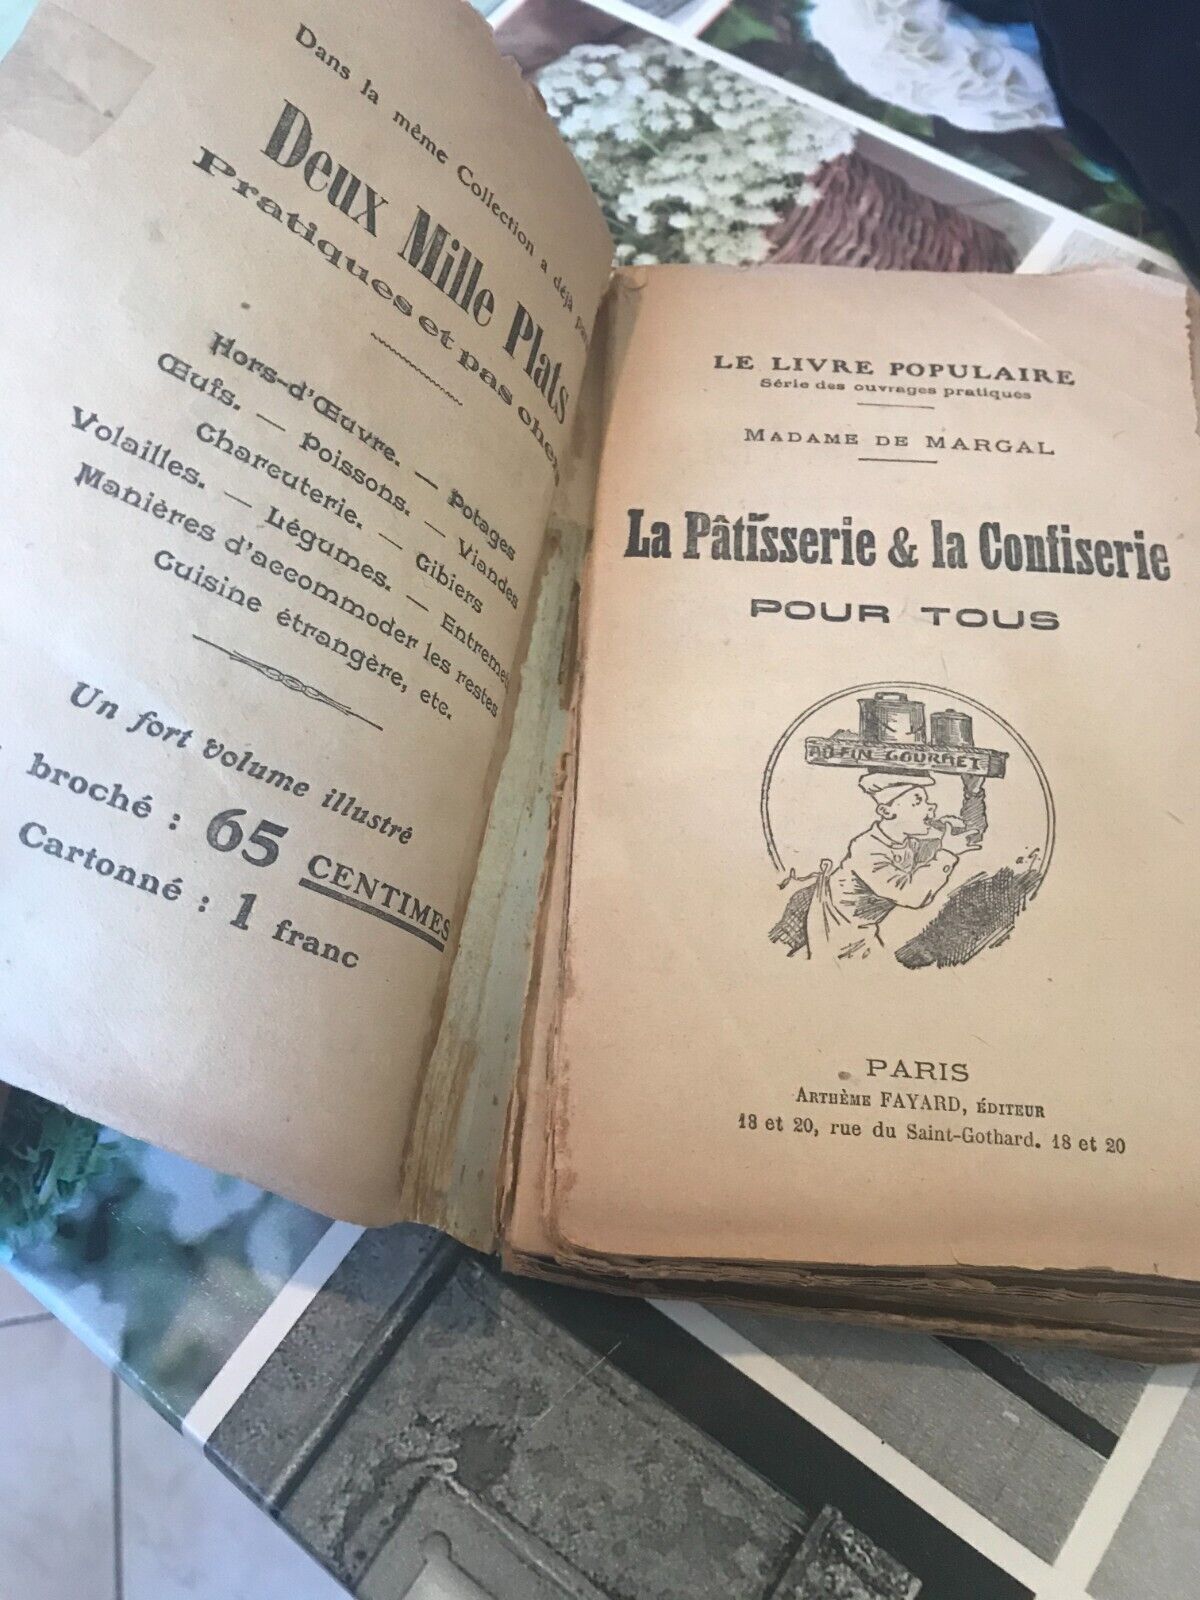 Dans la même Collection a déjà
Deux Mille Plats
Pratiques et pas cher
Hors-d'Œuvre. — Potages
Œufs. — Poissons. — Viandes
Charcuterie. — Gibiers
Volailles. — Légumes. — Entremet
Manières d'accommoder les restes
Cuisine étrangère, etc.
Un fort volume illustré
broché : 65 CENTIMES
Cartonné : 1 franc
LE LIVRE POPULAIRE
Série des ouvrages pratiques
MADAME DE MARGAL
La Pâtisserie & la Confiserie
POUR TOUS
AU FIN GOURMET
PARIS
ARTHÈME FAYARD, ÉDITEUR
18 et 20, rue du Saint-Gothard. 18 et 20